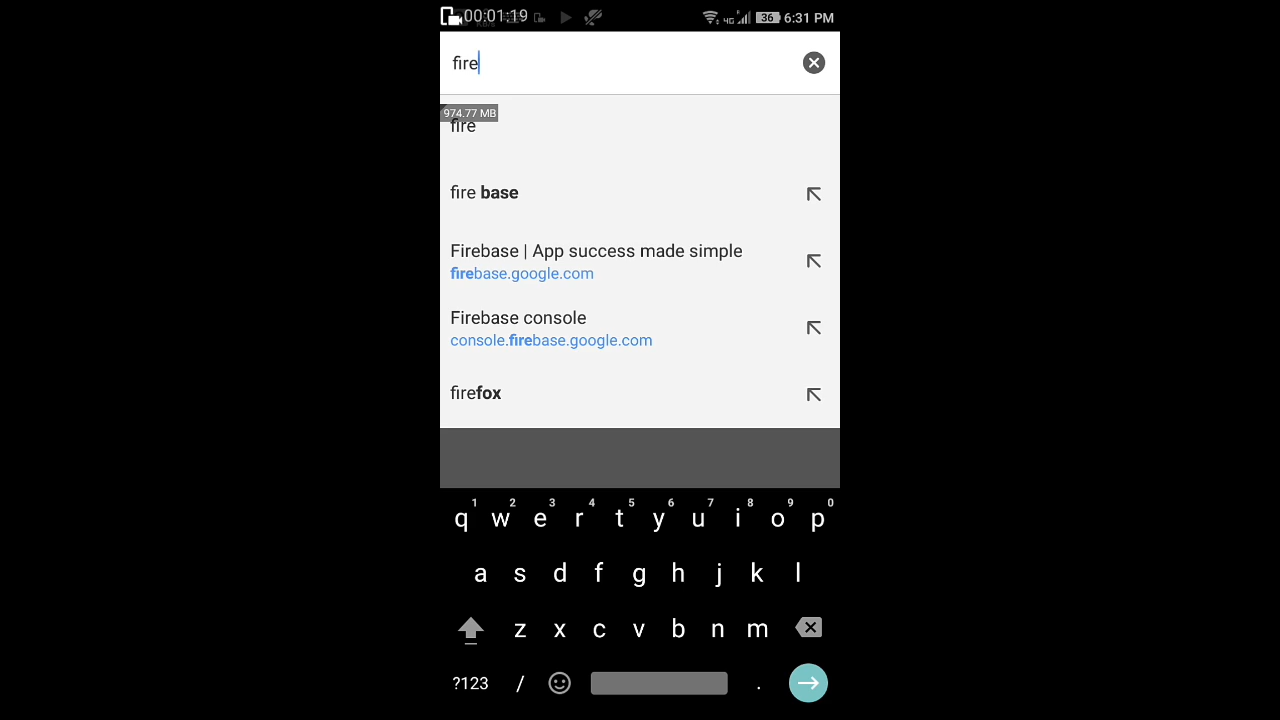 00:01:19 4G 36 6:31 PM
fire
974.77 MB
fire
fire base
Firebase | App success made simple
firebase.google.com
Firebase console
console.firebase.google.com
firefox
1 2 3 4 5 6 7 8 9 0
q w e r t y u i o p
a s d f g h j k l
z x c v b n m
?123 / .